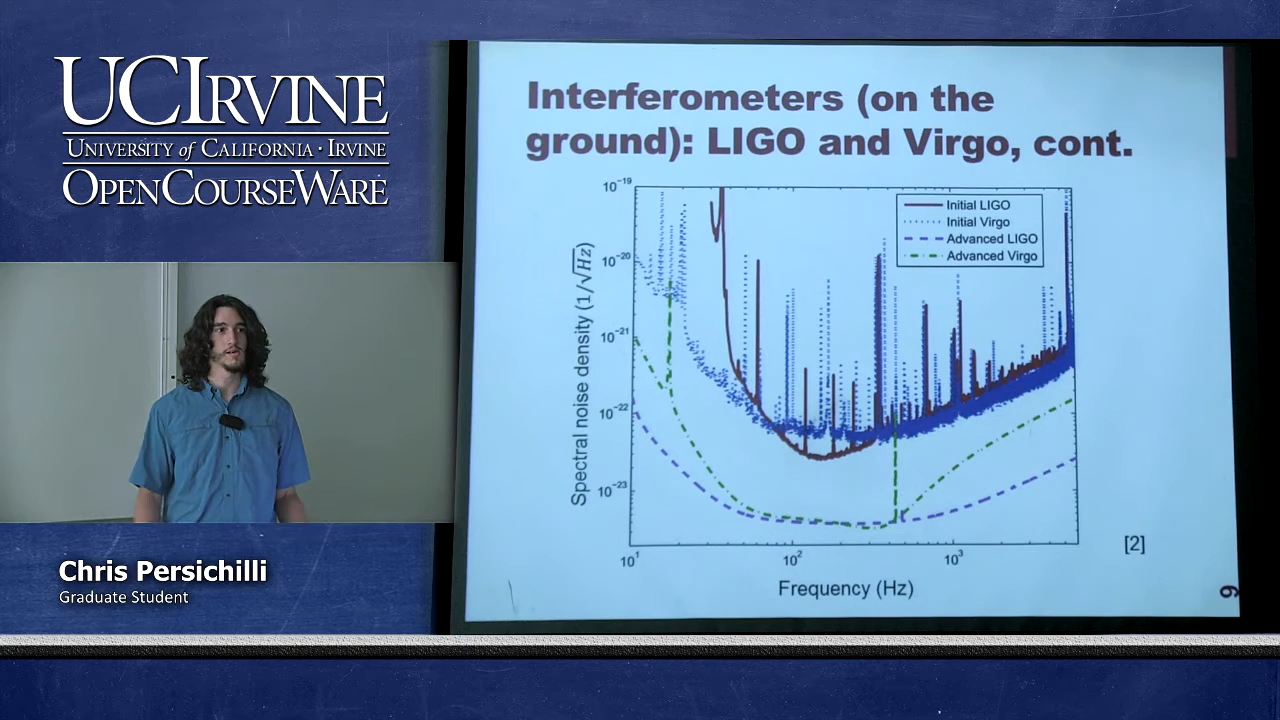 UCIRVINE
UNIVERSITY of CALIFORNIA · IRVINE
OPENCOURSEWARE
Chris Persichilli
Graduate Student
Interferometers (on the
ground): LIGO and Virgo, cont.
Initial LIGO
Initial Virgo
Advanced LIGO
Advanced Virgo
Spectral noise density (1/√Hz)
10⁻¹⁹
10⁻²⁰
10⁻²¹
10⁻²²
10⁻²³
10¹
10²
10³
Frequency (Hz)
[2]
9